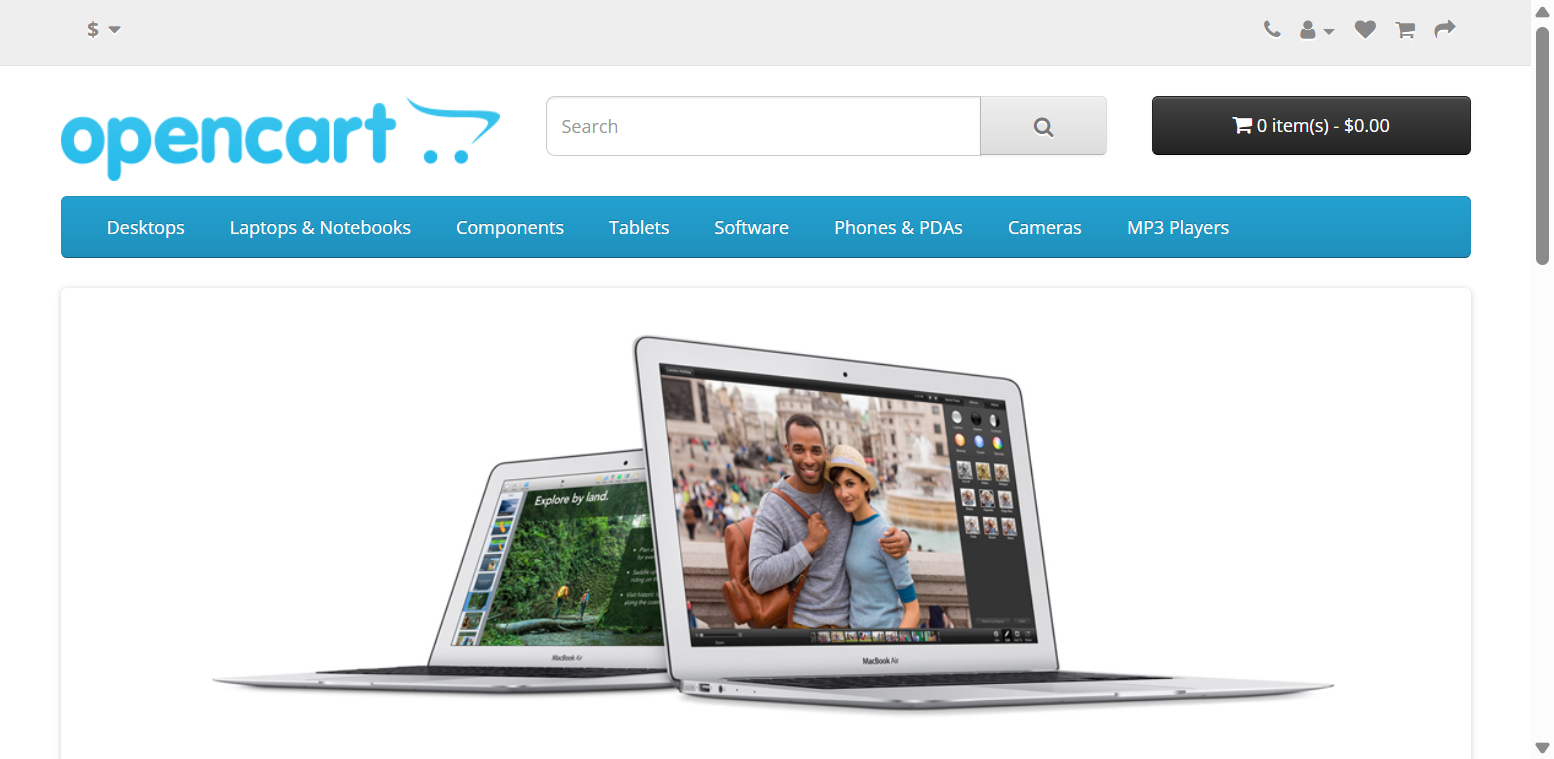 $
opencart
Search
0 item(s) - $0.00
Desktops
Laptops & Notebooks
Components
Tablets
Software
Phones & PDAs
Cameras
MP3 Players
Explore by land.
MacBook Air
MacBook Air